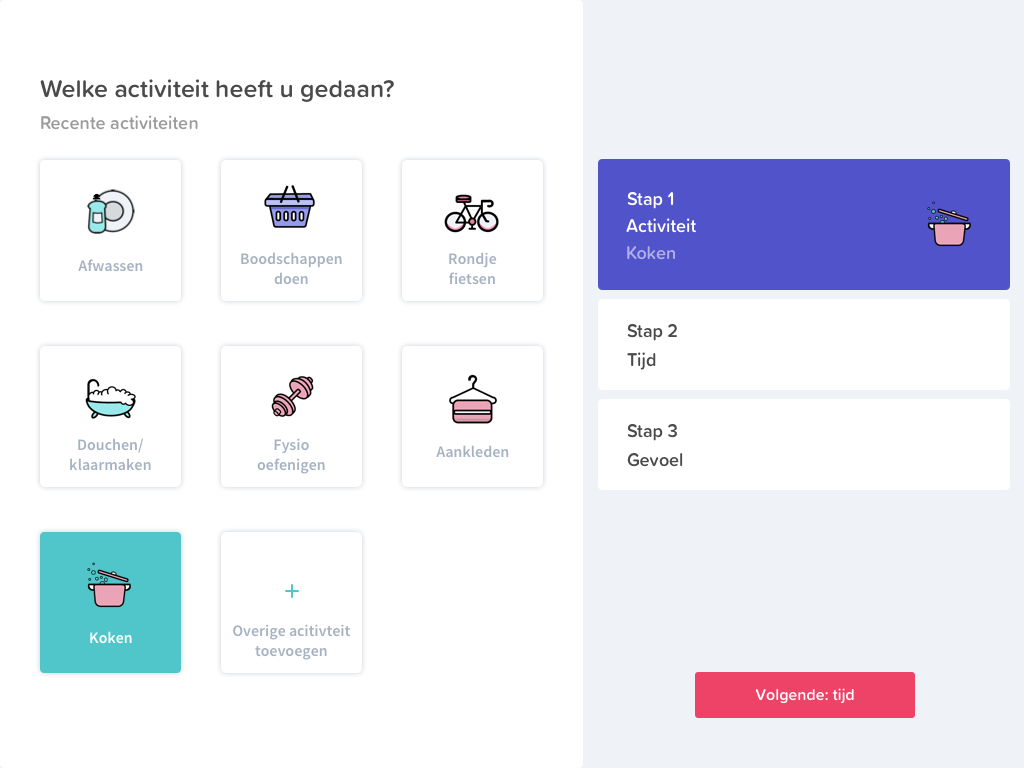 Welke activiteit heeft u gedaan?
Recente activiteiten
Afwassen
Boodschappen
doen
Rondje
fietsen
Douchen/
klaarmaken
Fysio
oefenigen
Aankleden
Koken
+
Overige acitivteit
toevoegen
Stap 1
Activiteit
Koken
Stap 2
Tijd
Stap 3
Gevoel
Volgende: tijd